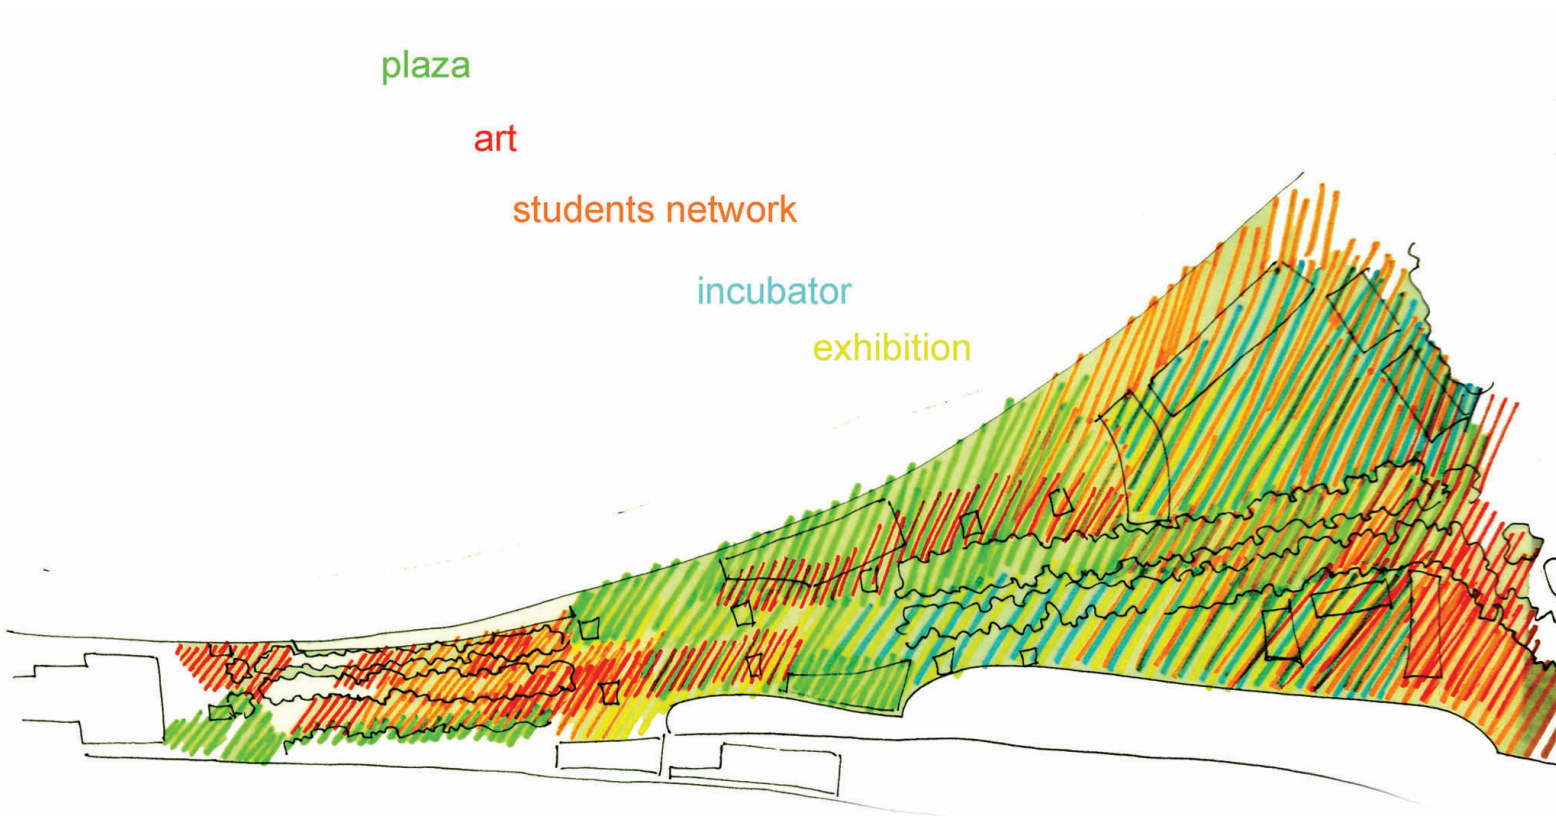 plaza
art
students network
incubator
exhibition